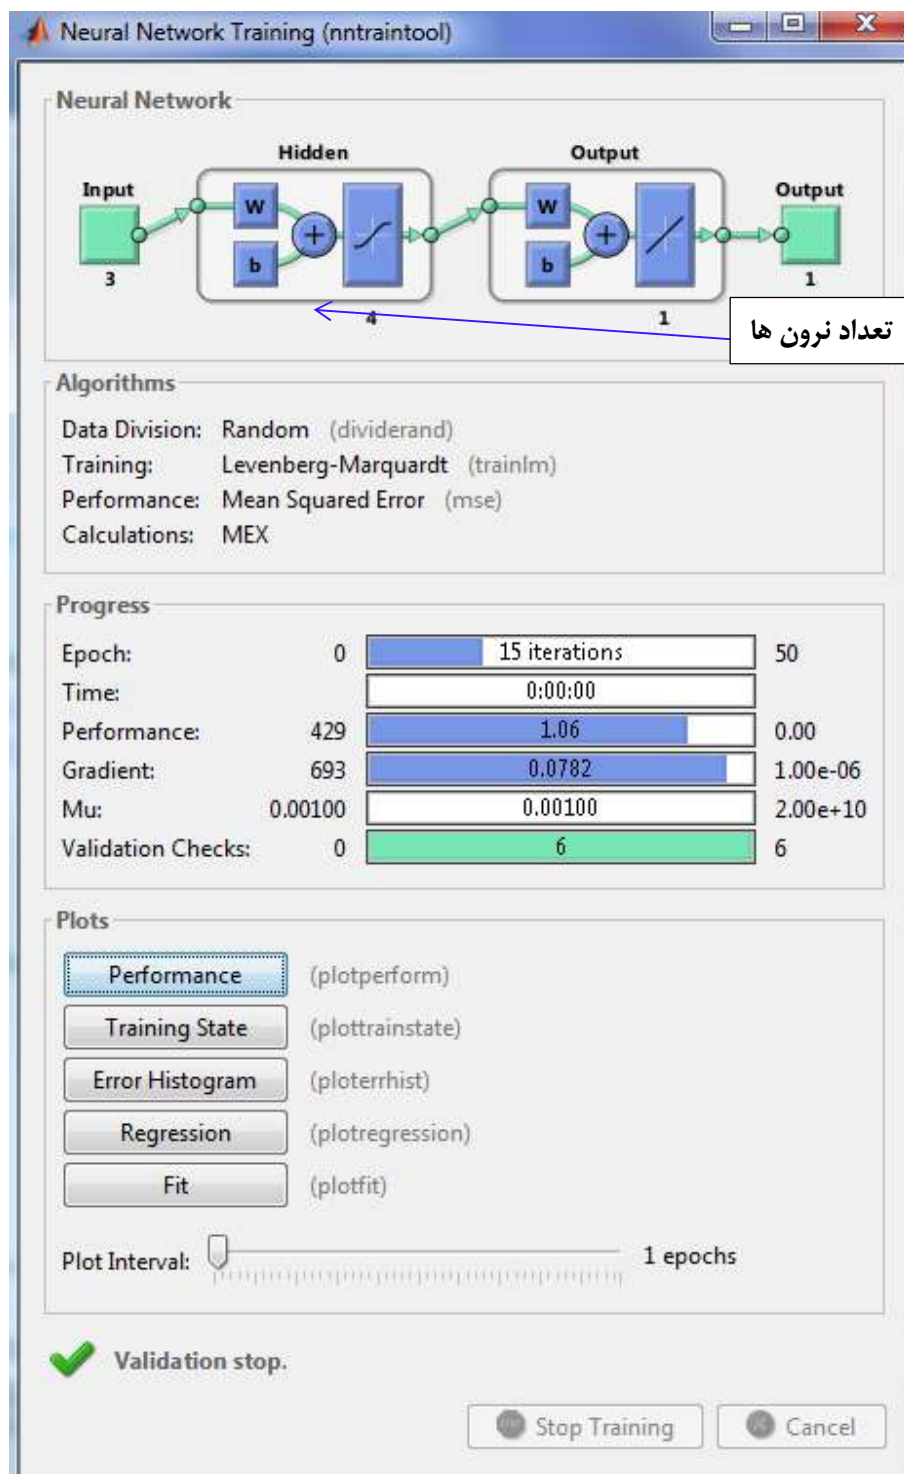 Neural Network Training (nntraintool)
Neural Network
Hidden
Output
Input
Output
W
W
+
+
b
b
3
1
4
1
تعداد نرون ها
Algorithms
Data Division: Random (dividerand)
Training: Levenberg-Marquardt (trainlm)
Performance: Mean Squared Error (mse)
Calculations: MEX
Progress
Epoch: 0 15 iterations 50
Time: 0:00:00
Performance: 429 1.06 0.00
Gradient: 693 0.0782 1.00e-06
Mu: 0.00100 0.00100 2.00e+10
Validation Checks: 0 6 6
Plots
Performance (plotperform)
Training State (plottrainstate)
Error Histogram (ploterrhist)
Regression (plotregression)
Fit (plotfit)
Plot Interval: 1 epochs
Validation stop.
Stop Training Cancel